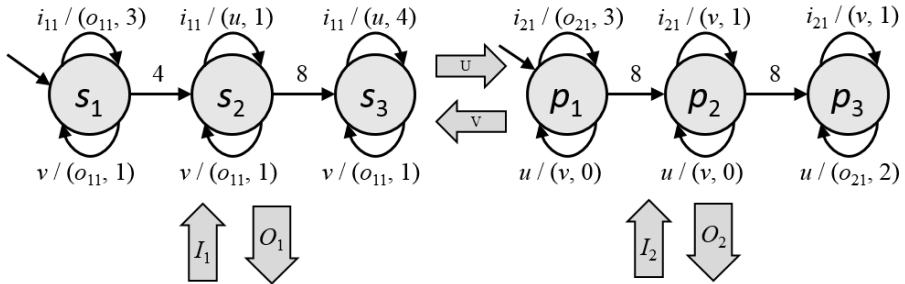 i₁₁ / (o₁₁, 3) i₁₁ / (u, 1) i₁₁ / (u, 4) i₂₁ / (o₂₁, 3) i₂₁ / (v, 1) i₂₁ / (v, 1)
s₁ 4 s₂ 8 s₃ U V p₁ 8 p₂ 8 p₃
v / (o₁₁, 1) v / (o₁₁, 1) v / (o₁₁, 1) u / (v, 0) u / (v, 0) u / (o₂₁, 2)
I₁ O₁ I₂ O₂